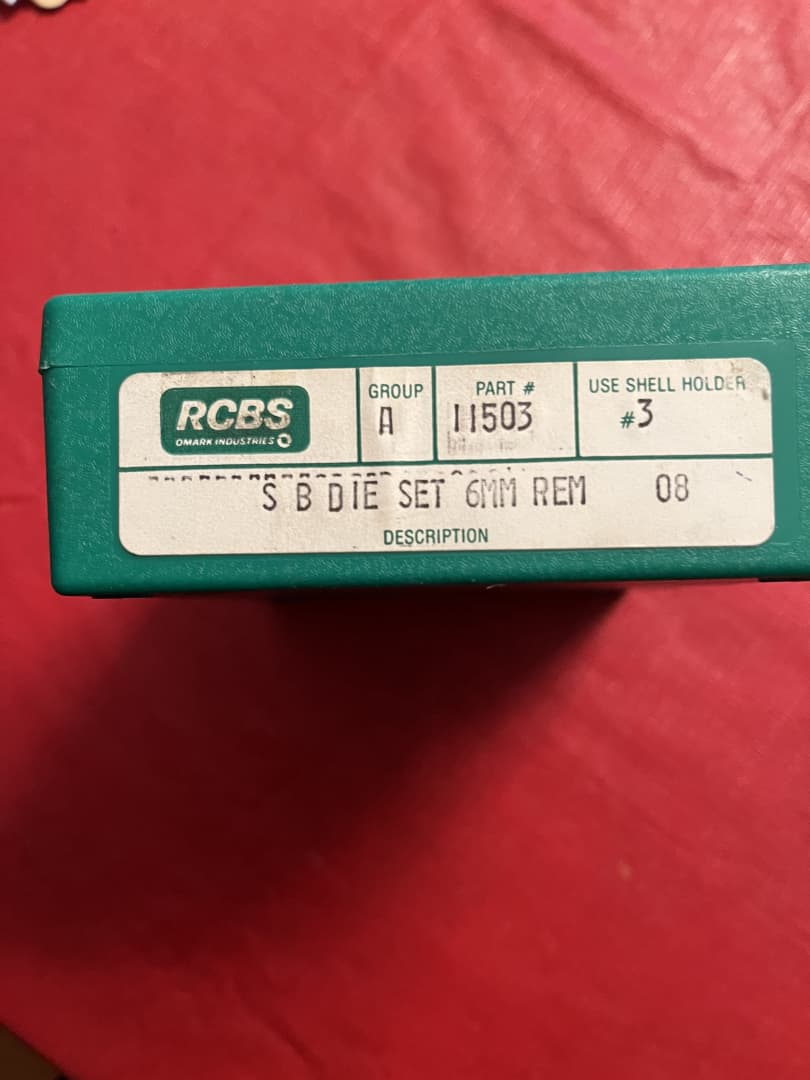 RCBS
OMARK INDUSTRIES
GROUP
A
PART #
11503
USE SHELL HOLDER
#3
S B DIE SET 6MM REM 08
DESCRIPTION